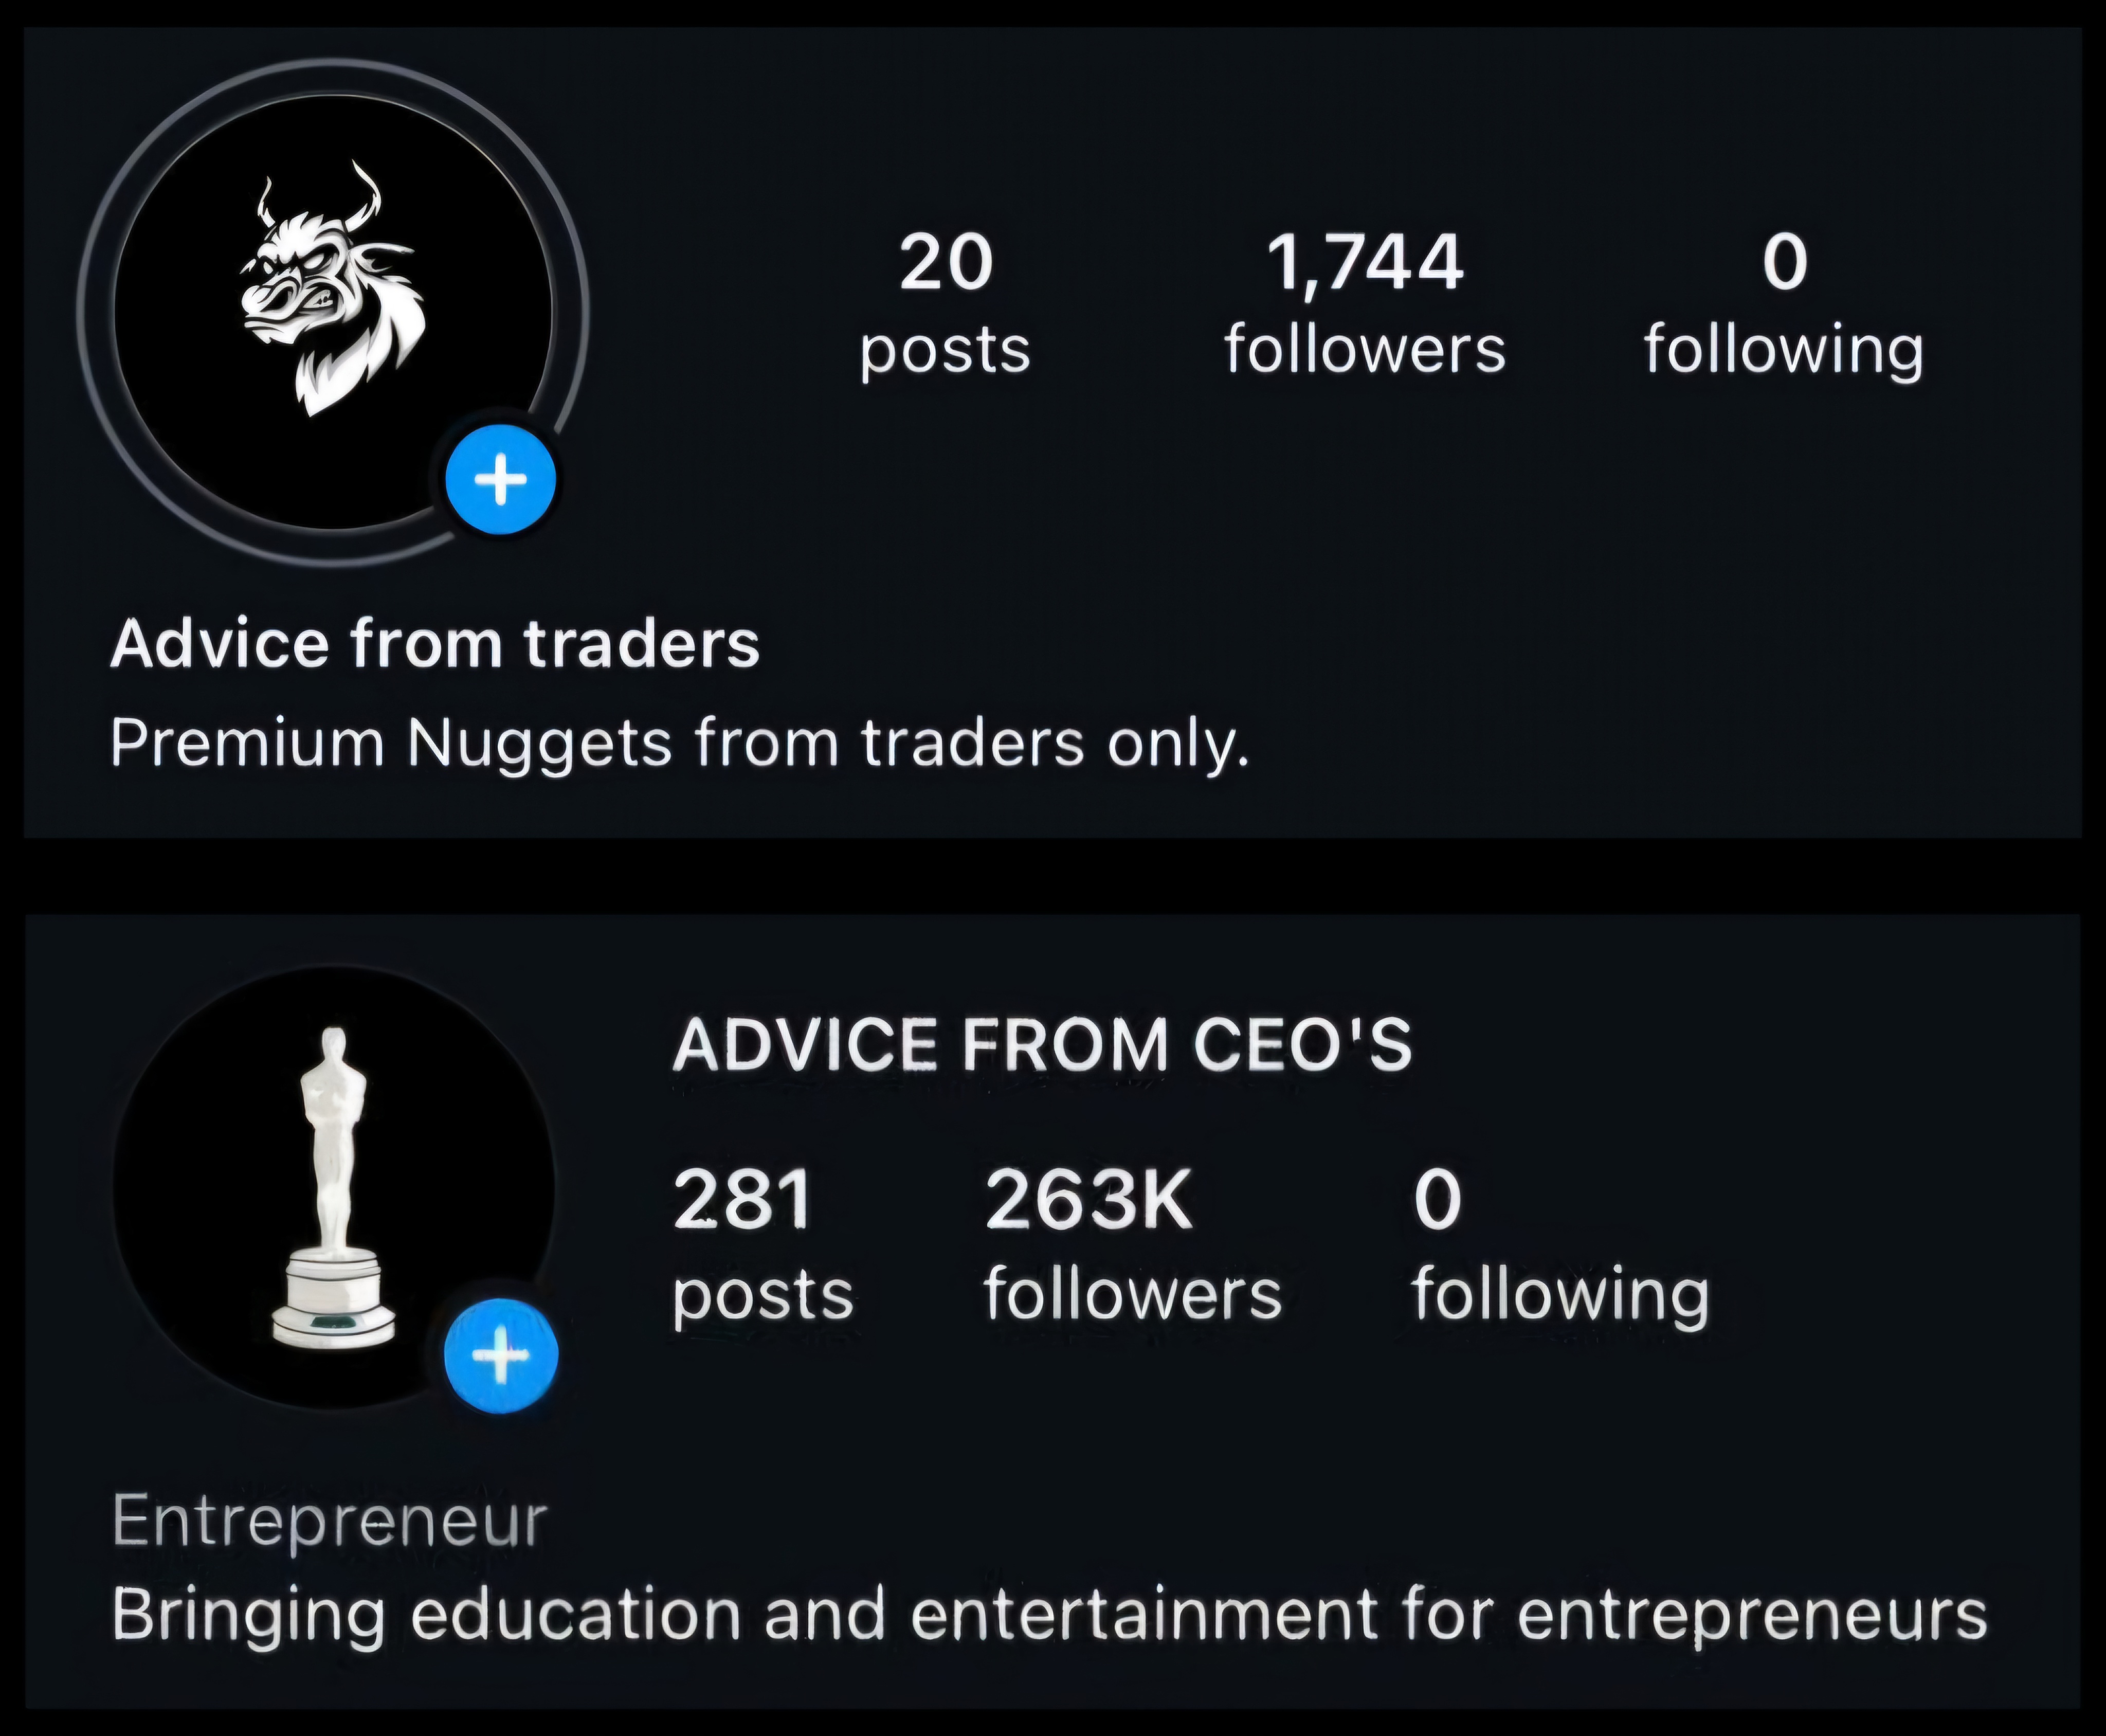 20 1,744 0
posts followers following
Advice from traders
Premium Nuggets from traders only.
ADVICE FROM CEO'S
281 263K 0
posts followers following
Entrepreneur
Bringing education and entertainment for entrepreneurs